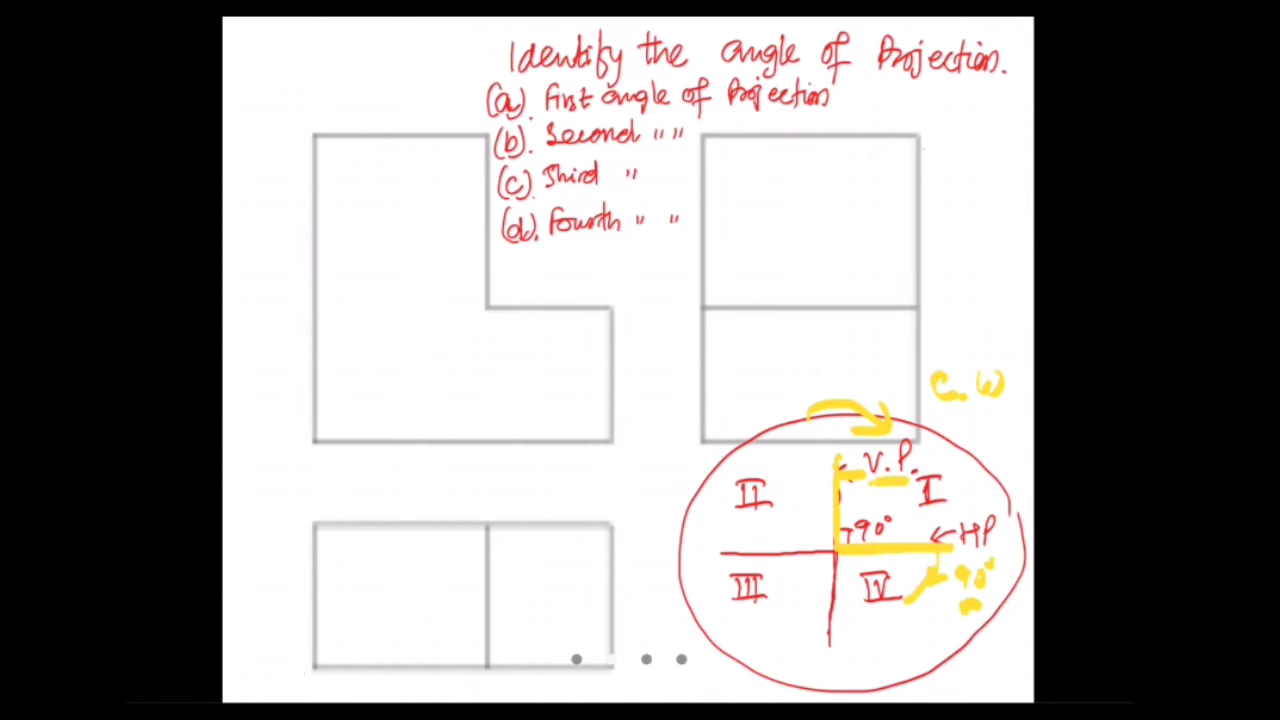 Identify the angle of Projection.
(a). First angle of Projection
(b). Second " "
(c). Third "
(d). Fourth " "
C.W
V.P.
II
I
90°
HP
III
IV
90°